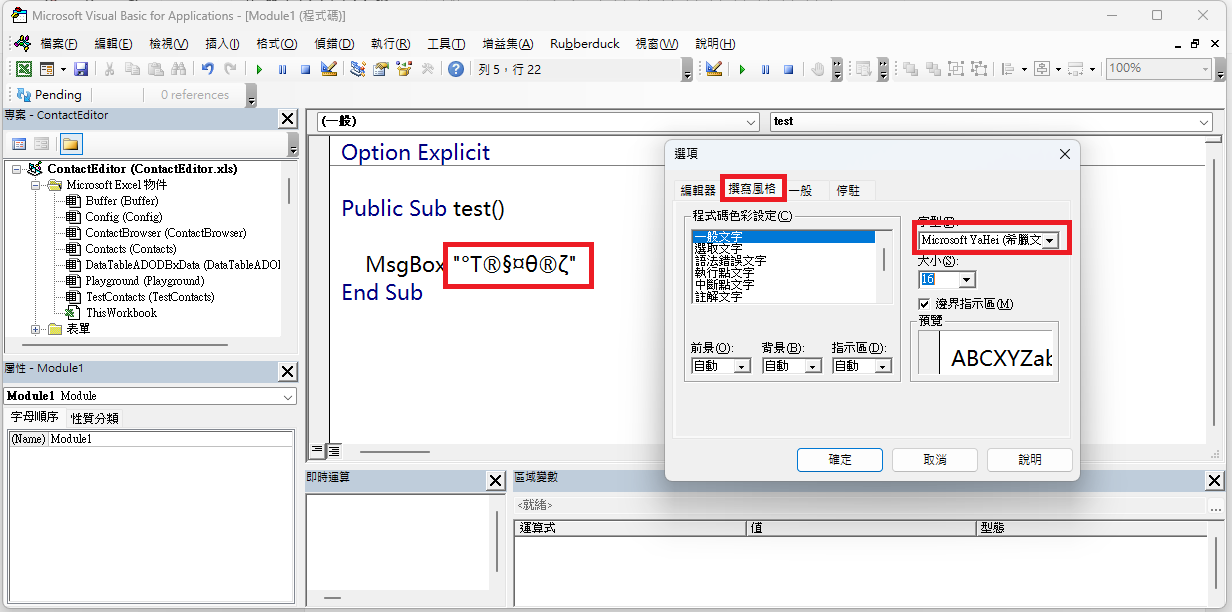 Microsoft Visual Basic for Applications - [Module1 (程式碼)]
檔案(F) 編輯(E) 檢視(V) 插入(I) 格式(O) 偵錯(D) 執行(R) 工具(T) 增益集(A) Rubberduck 視窗(W) 說明(H)
列 5，行 22
100%
Pending
0 references
專案 - ContactEditor
ContactEditor (ContactEditor.xls)
Microsoft Excel 物件
Buffer (Buffer)
Config (Config)
ContactBrowser (ContactBrowser)
Contacts (Contacts)
DataTableADODBxData (DataTableADOI
Playground (Playground)
TestContacts (TestContacts)
ThisWorkbook
表單
屬性 - Module1
Module1 Module
字母順序 性質分類
(Name) Module1
(一般)
test
Option Explicit
Public Sub test()
MsgBox "°T®§¤θ®ζ"
End Sub
即時運算
區域變數
<就緒>
運算式 值 型態
選項
編輯器 撰寫風格 一般 停駐
程式碼色彩設定(C)
一般文字
選取文字
語法錯誤文字
執行點文字
中斷點文字
註解文字
前景(O): 背景(B): 指示區(D):
自動 自動 自動
字型(F):
Microsoft YaHei (希臘文
大小(S):
16
邊界指示區(M)
預覽
ABCXYZab
確定 取消 說明